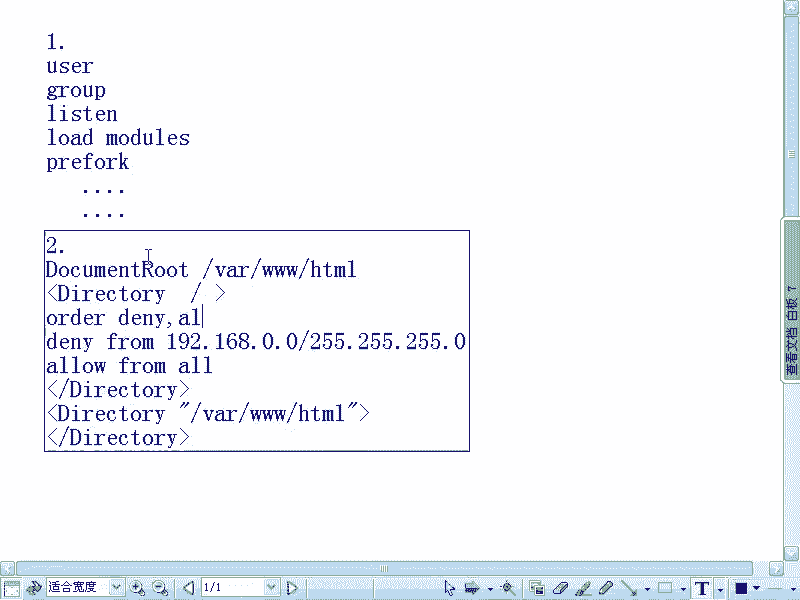 1.
user
group
listen
load modules
prefork
....
....
2.
DocumentRoot /var/www/html
<Directory  / >
order deny,al
deny from 192.168.0.0/255.255.255.0
allow from all
</Directory>
<Directory "/var/www/html">
</Directory>
查看文档 白板 7
适合宽度
1/1
T